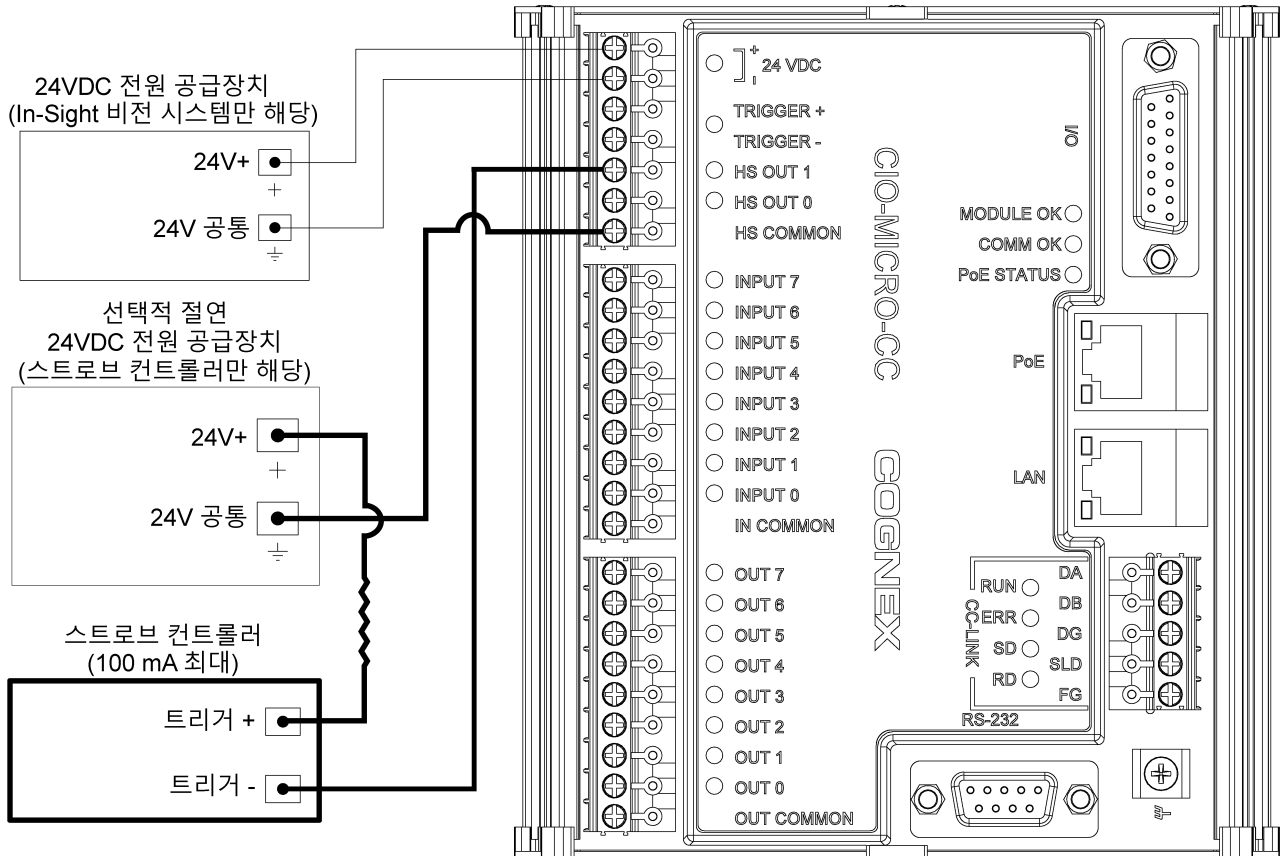 24VDC 전원 공급장치
(In-Sight 비전 시스템만 해당)
24V+
+
24V 공통
선택적 절연
24VDC 전원 공급장치
(스트로브 컨트롤러만 해당)
24V+
+
24V 공통
스트로브 컨트롤러
(100 mA 최대)
트리거 +
트리거 -
+
24 VDC
-
TRIGGER +
TRIGGER -
HS OUT 1
HS OUT 0
HS COMMON
INPUT 7
INPUT 6
INPUT 5
INPUT 4
INPUT 3
INPUT 2
INPUT 1
INPUT 0
IN COMMON
OUT 7
OUT 6
OUT 5
OUT 4
OUT 3
OUT 2
OUT 1
OUT 0
OUT COMMON
CIO-MICRO-CC
COGNEX
I/O
MODULE OK
COMM OK
PoE STATUS
PoE
LAN
CC-LINK
RUN
ERR
SD
RD
DA
DB
DG
SLD
FG
RS-232